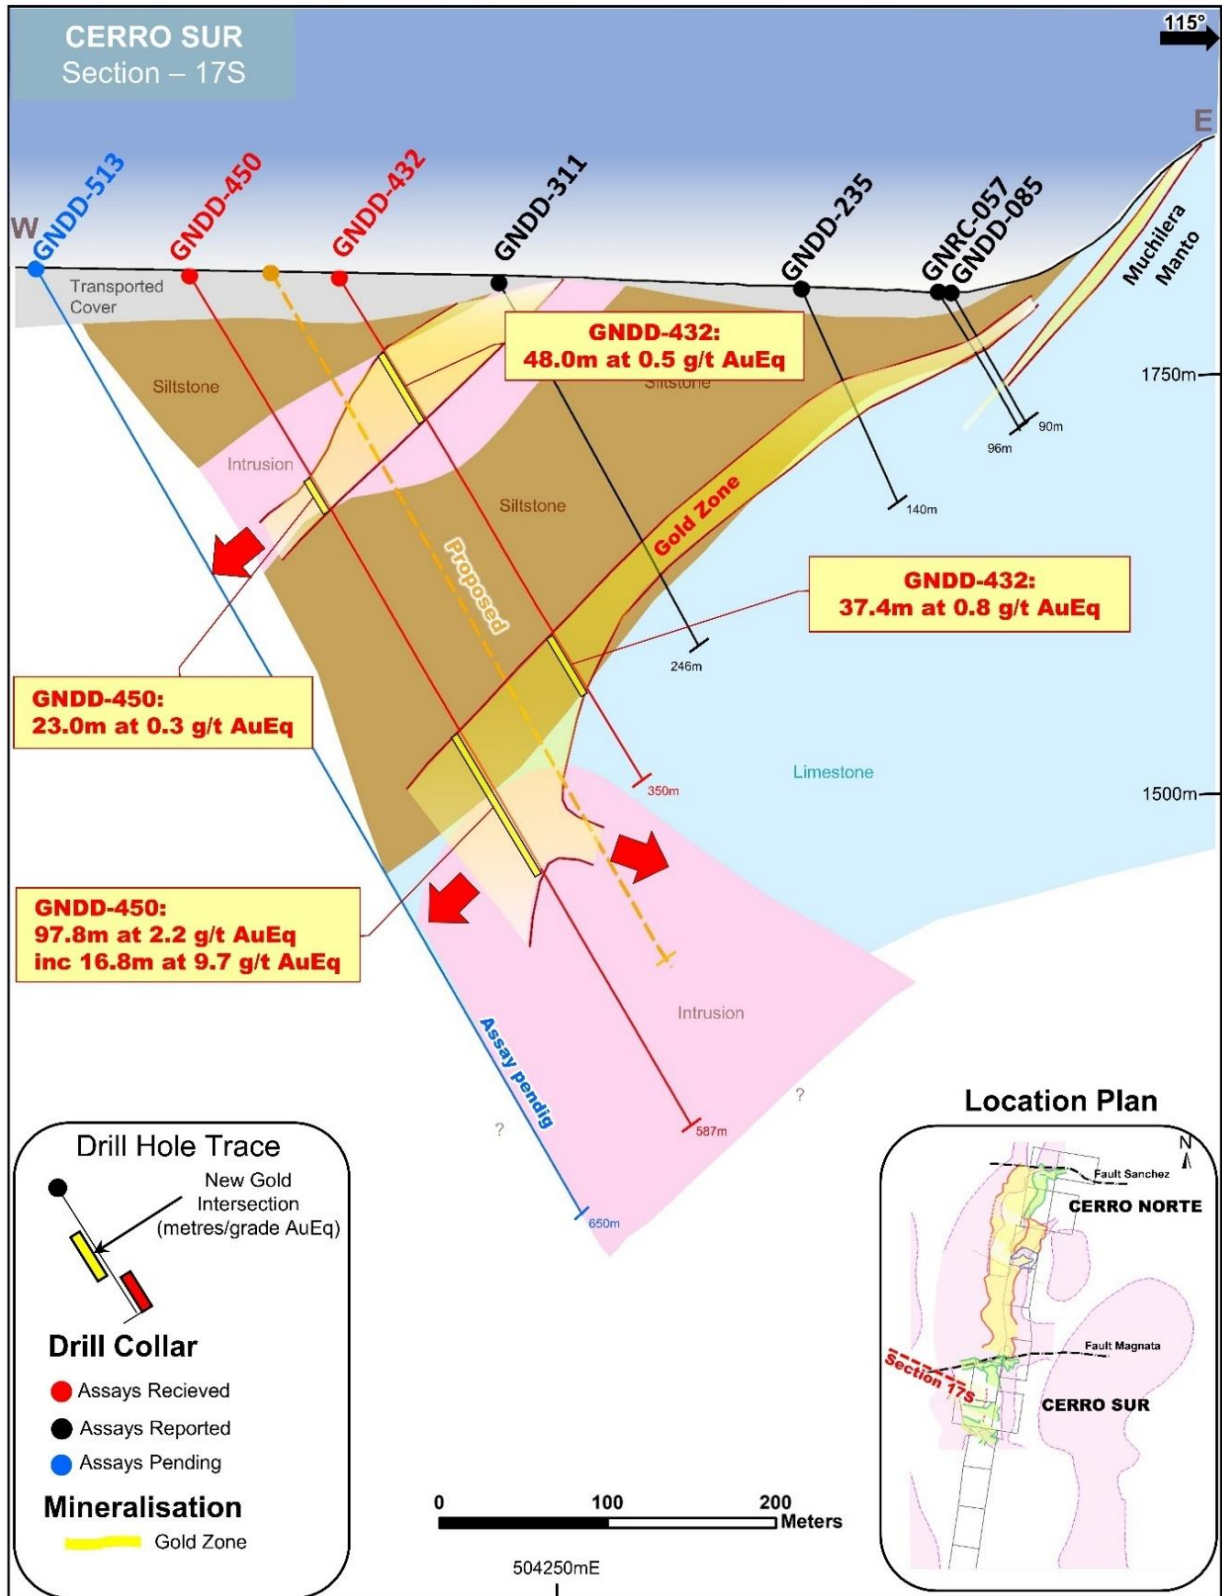 CERRO SUR
Section – 17S
115°
E
W
GNDD-513
GNDD-450
GNDD-432
GNDD-311
GNDD-235
GNRC-057
GNDD-085
Muchilera
Manto
Transported
Cover
GNDD-432:
48.0m at 0.5 g/t AuEq
1750m
Siltstone
Siltstone
90m
96m
Intrusion
Gold Zone
Siltstone
140m
Proposed
GNDD-432:
37.4m at 0.8 g/t AuEq
246m
GNDD-450:
23.0m at 0.3 g/t AuEq
Limestone
350m
1500m
GNDD-450:
97.8m at 2.2 g/t AuEq
inc 16.8m at 9.7 g/t AuEq
Intrusion
Assay pendig
?
?
587m
650m
Drill Hole Trace
New Gold
Intersection
(metres/grade AuEq)
Drill Collar
Assays Recieved
Assays Reported
Assays Pending
Mineralisation
Gold Zone
0 100 200
Meters
504250mE
Location Plan
N
Fault Sanchez
CERRO NORTE
Fault Magnata
Section 17S
CERRO SUR